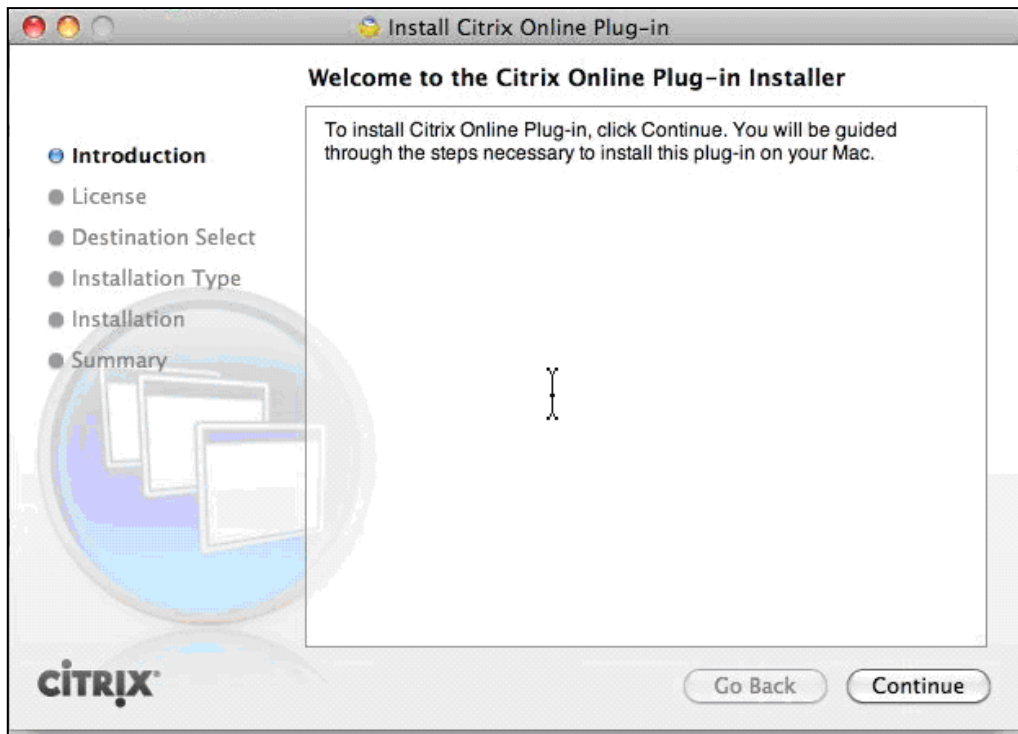 Install Citrix Online Plug-in
Welcome to the Citrix Online Plug-in Installer
Introduction
License
Destination Select
Installation Type
Installation
Summary
To install Citrix Online Plug-in, click Continue. You will be guided
through the steps necessary to install this plug-in on your Mac.
CITRIX
Go Back
Continue